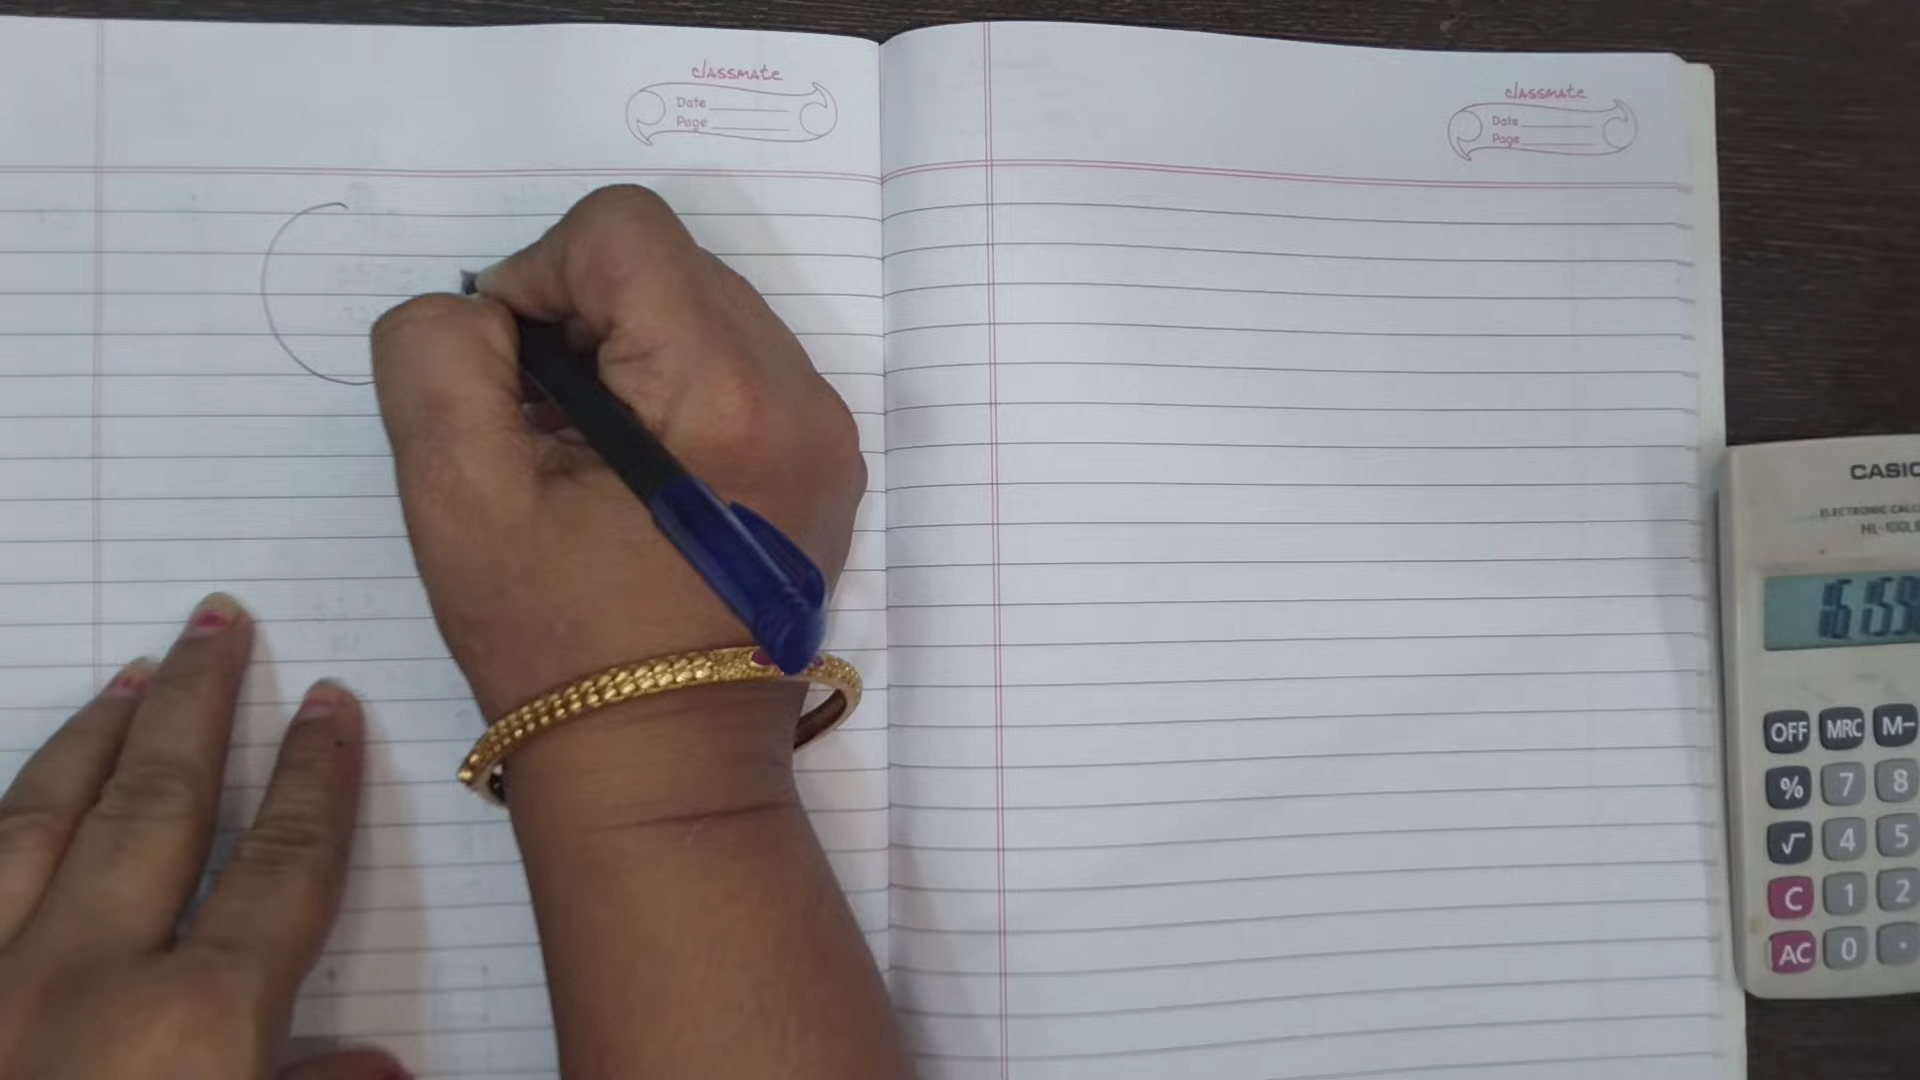 classmate
Date
Page
classmate
Date
Page
CASIO
OFF MRC M-
% 7 8
√ 4 5
C 1 2
AC 0 ·